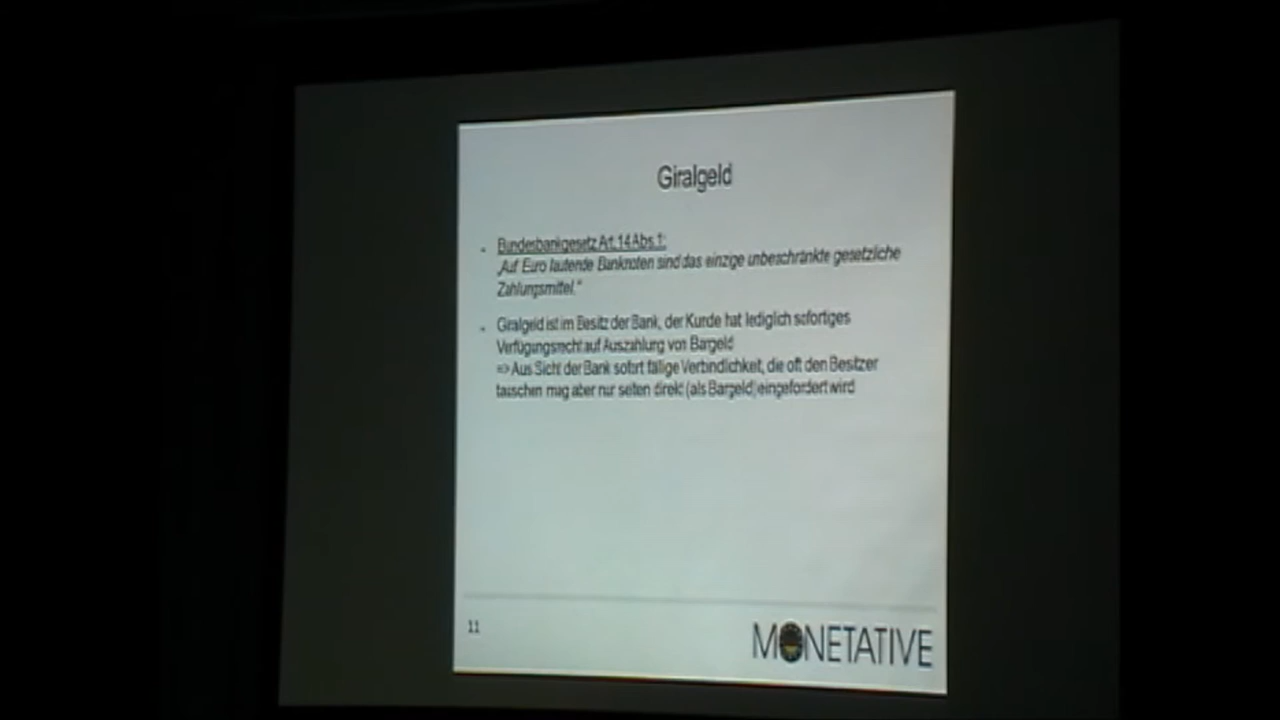 Giralgeld
Bundesbankgesetz Art. 14 Abs. 1:
„Auf Euro lautende Banknoten sind das einzige unbeschränkte gesetzliche
Zahlungsmittel.“
Giralgeld ist im Besitz der Bank, der Kunde hat lediglich sofortiges
Verfügungsrecht auf Auszahlung von Bargeld
=> Aus Sicht der Bank sofort fällige Verbindlichkeit, die oft den Besitzer
tauschen mag aber nur selten direkt (als Bargeld) eingefordert wird
11
MONETATIVE